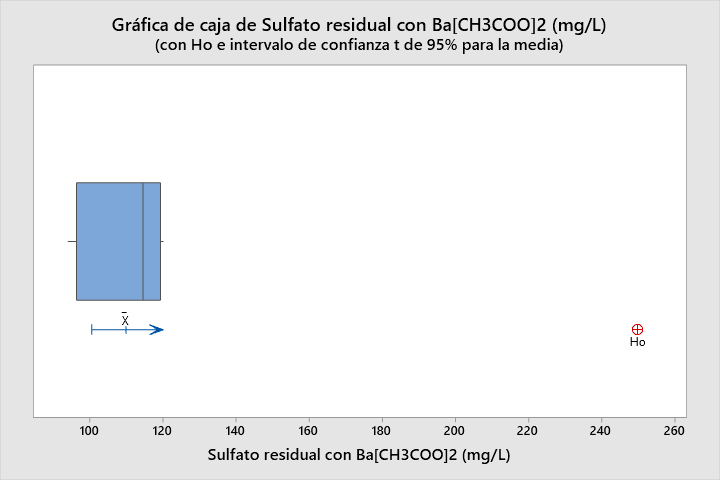 Gráfica de caja de Sulfato residual con Ba[CH3COO]2 (mg/L)
(con Ho e intervalo de confianza t de 95% para la media)
X̄
Ho
100 120 140 160 180 200 220 240 260
Sulfato residual con Ba[CH3COO]2 (mg/L)